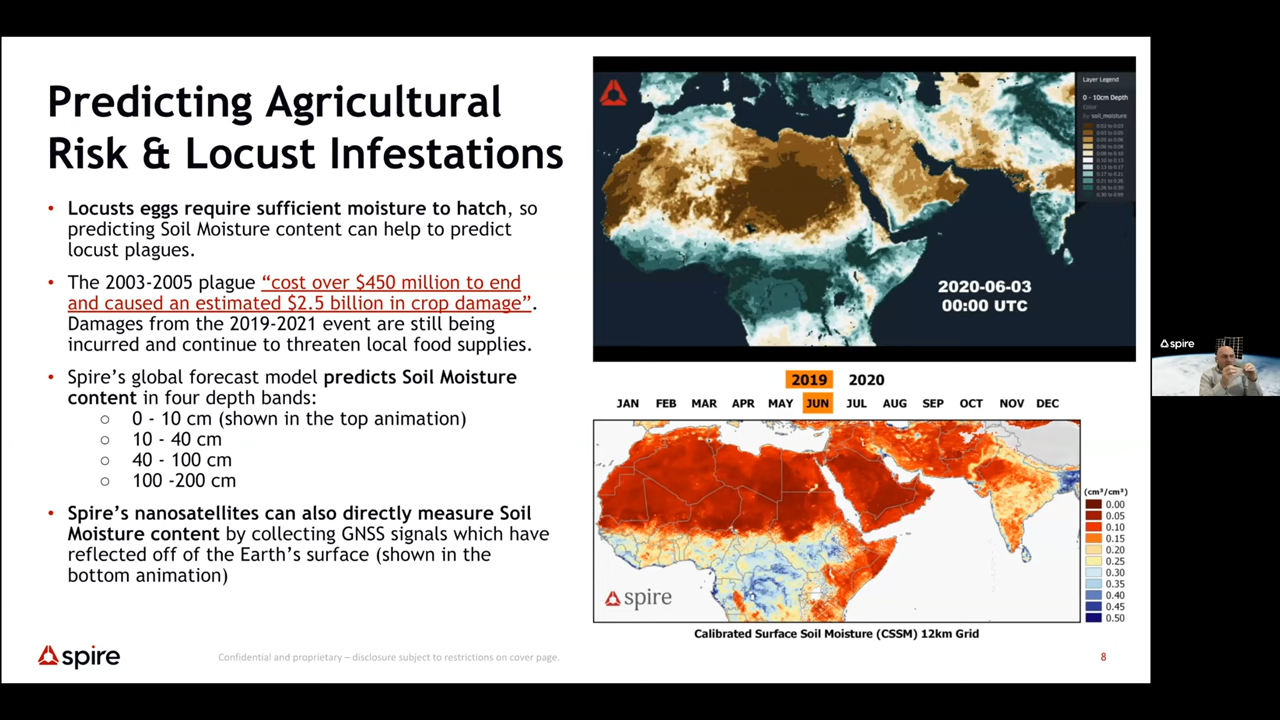 Predicting Agricultural
Risk & Locust Infestations
• Locusts eggs require sufficient moisture to hatch, so
predicting Soil Moisture content can help to predict
locust plagues.
• The 2003-2005 plague “cost over $450 million to end
and caused an estimated $2.5 billion in crop damage”.
Damages from the 2019-2021 event are still being
incurred and continue to threaten local food supplies.
• Spire’s global forecast model predicts Soil Moisture
content in four depth bands:
○ 0 - 10 cm (shown in the top animation)
○ 10 - 40 cm
○ 40 - 100 cm
○ 100 -200 cm
• Spire’s nanosatellites can also directly measure Soil
Moisture content by collecting GNSS signals which have
reflected off of the Earth’s surface (shown in the
bottom animation)
Layer Legend
0 - 10cm Depth
Color
by soil_moisture
2020-06-03
00:00 UTC
2019 2020
JAN FEB MAR APR MAY JUN JUL AUG SEP OCT NOV DEC
(cm³/cm³)
0.00
0.05
0.10
0.15
0.20
0.25
0.30
0.35
0.40
0.45
0.50
spire
Calibrated Surface Soil Moisture (CSSM) 12km Grid
spire
Confidential and proprietary – disclosure subject to restrictions on cover page.
8
spire